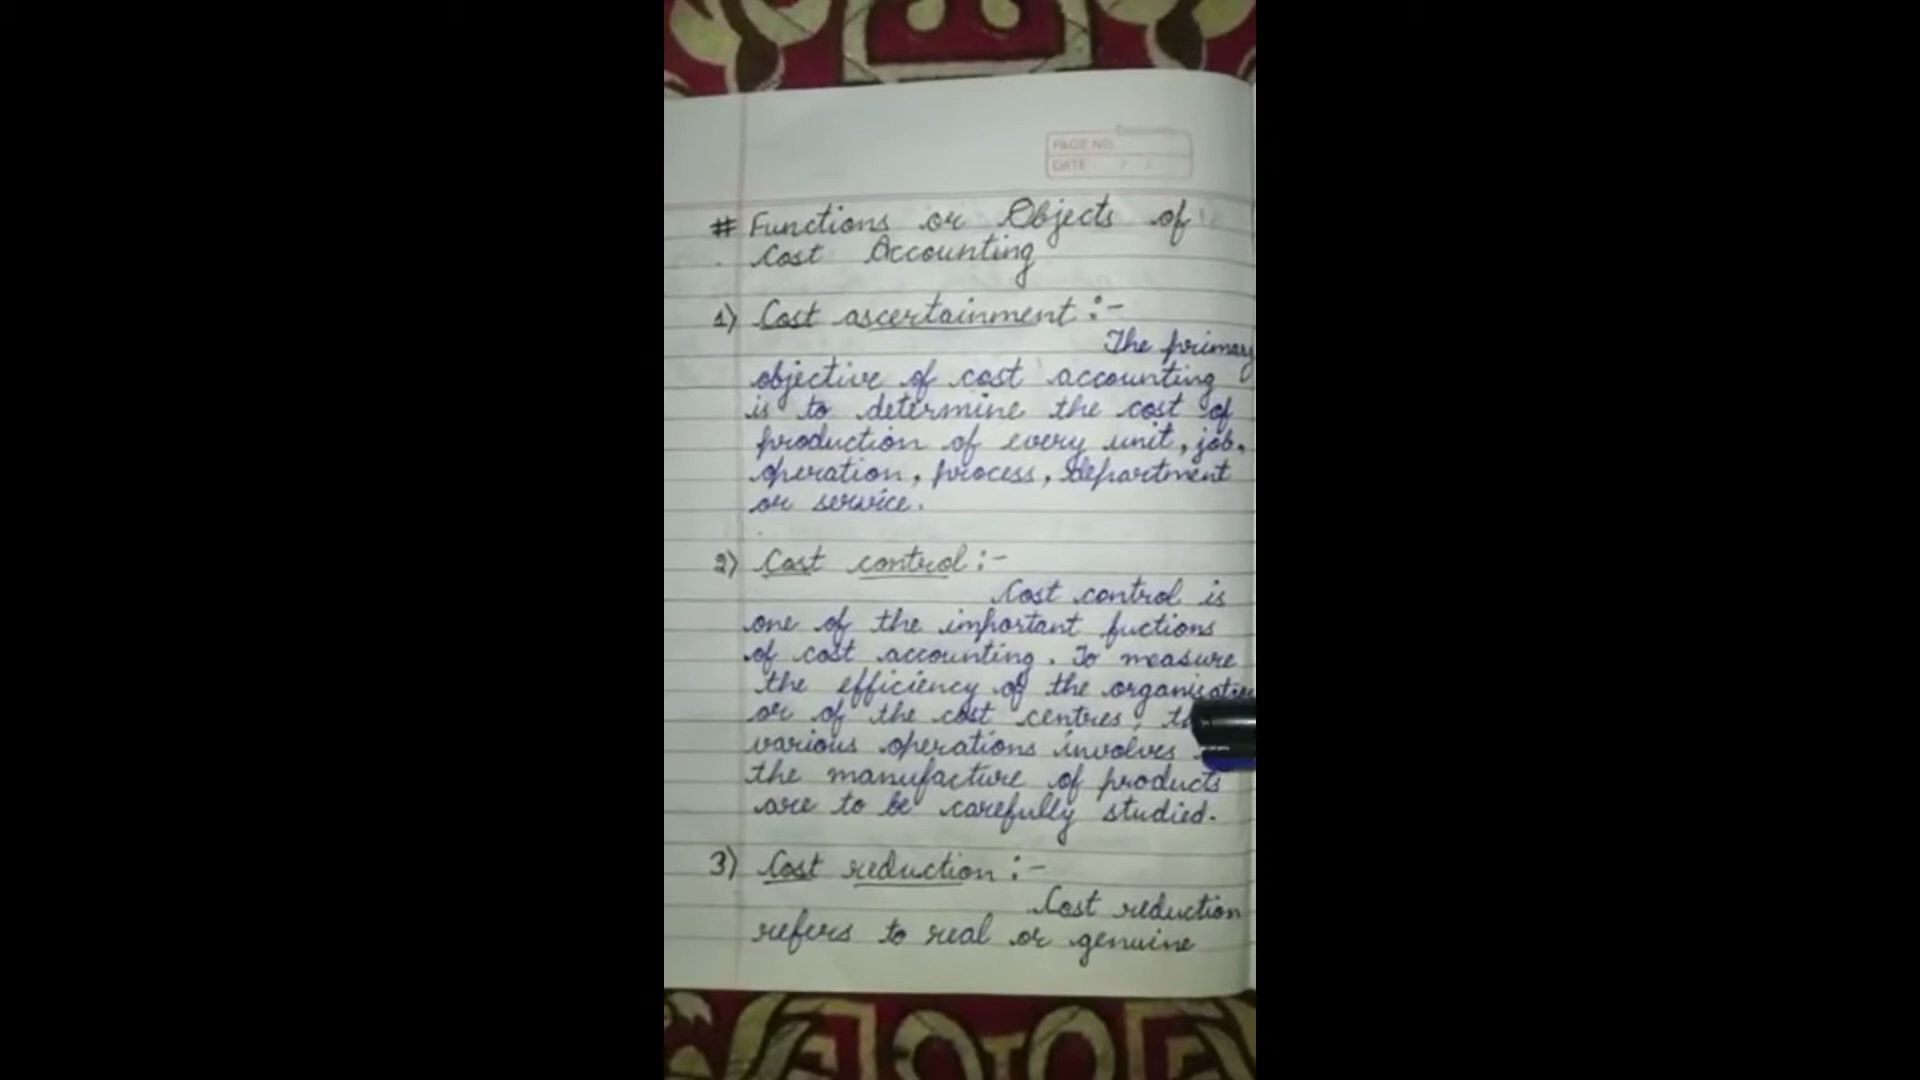 PAGE NO.
DATE / /
# Functions or Objects of
Cost Accounting
1) Cost ascertainment :-
The primary
objective of cost accounting
is to determine the cost of
production of every unit, job,
operation, process, department
or service.
2) Cost control :-
Cost control is
one of the important fuctions
of cost accounting. To measure
the efficiency of the
or of the cost centres,
various operations involves
the manufacture of products
are to be carefully studied.
3) Cost reduction :-
Cost reduction
refers to real or genuine